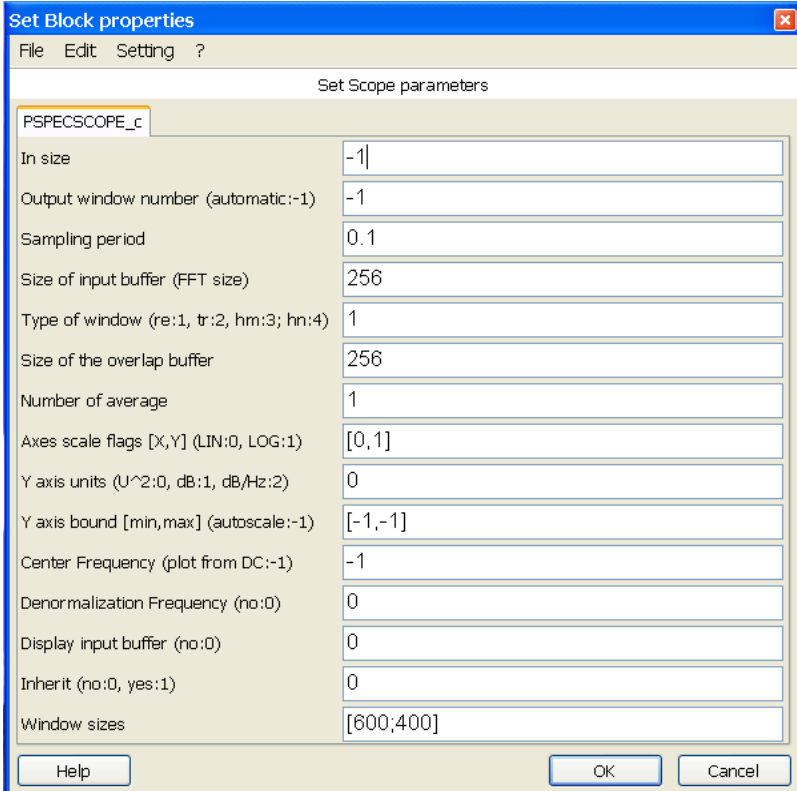 Set Block properties
File Edit Setting ?
Set Scope parameters
PSPECSCOPE_c
In size -1
Output window number (automatic:-1) -1
Sampling period 0.1
Size of input buffer (FFT size) 256
Type of window (re:1, tr:2, hm:3; hn:4) 1
Size of the overlap buffer 256
Number of average 1
Axes scale flags [X,Y] (LIN:0, LOG:1) [0,1]
Y axis units (U^2:0, dB:1, dB/Hz:2) 0
Y axis bound [min,max] (autoscale:-1) [-1,-1]
Center Frequency (plot from DC:-1) -1
Denormalization Frequency (no:0) 0
Display input buffer (no:0) 0
Inherit (no:0, yes:1) 0
Window sizes [600;400]
Help OK Cancel